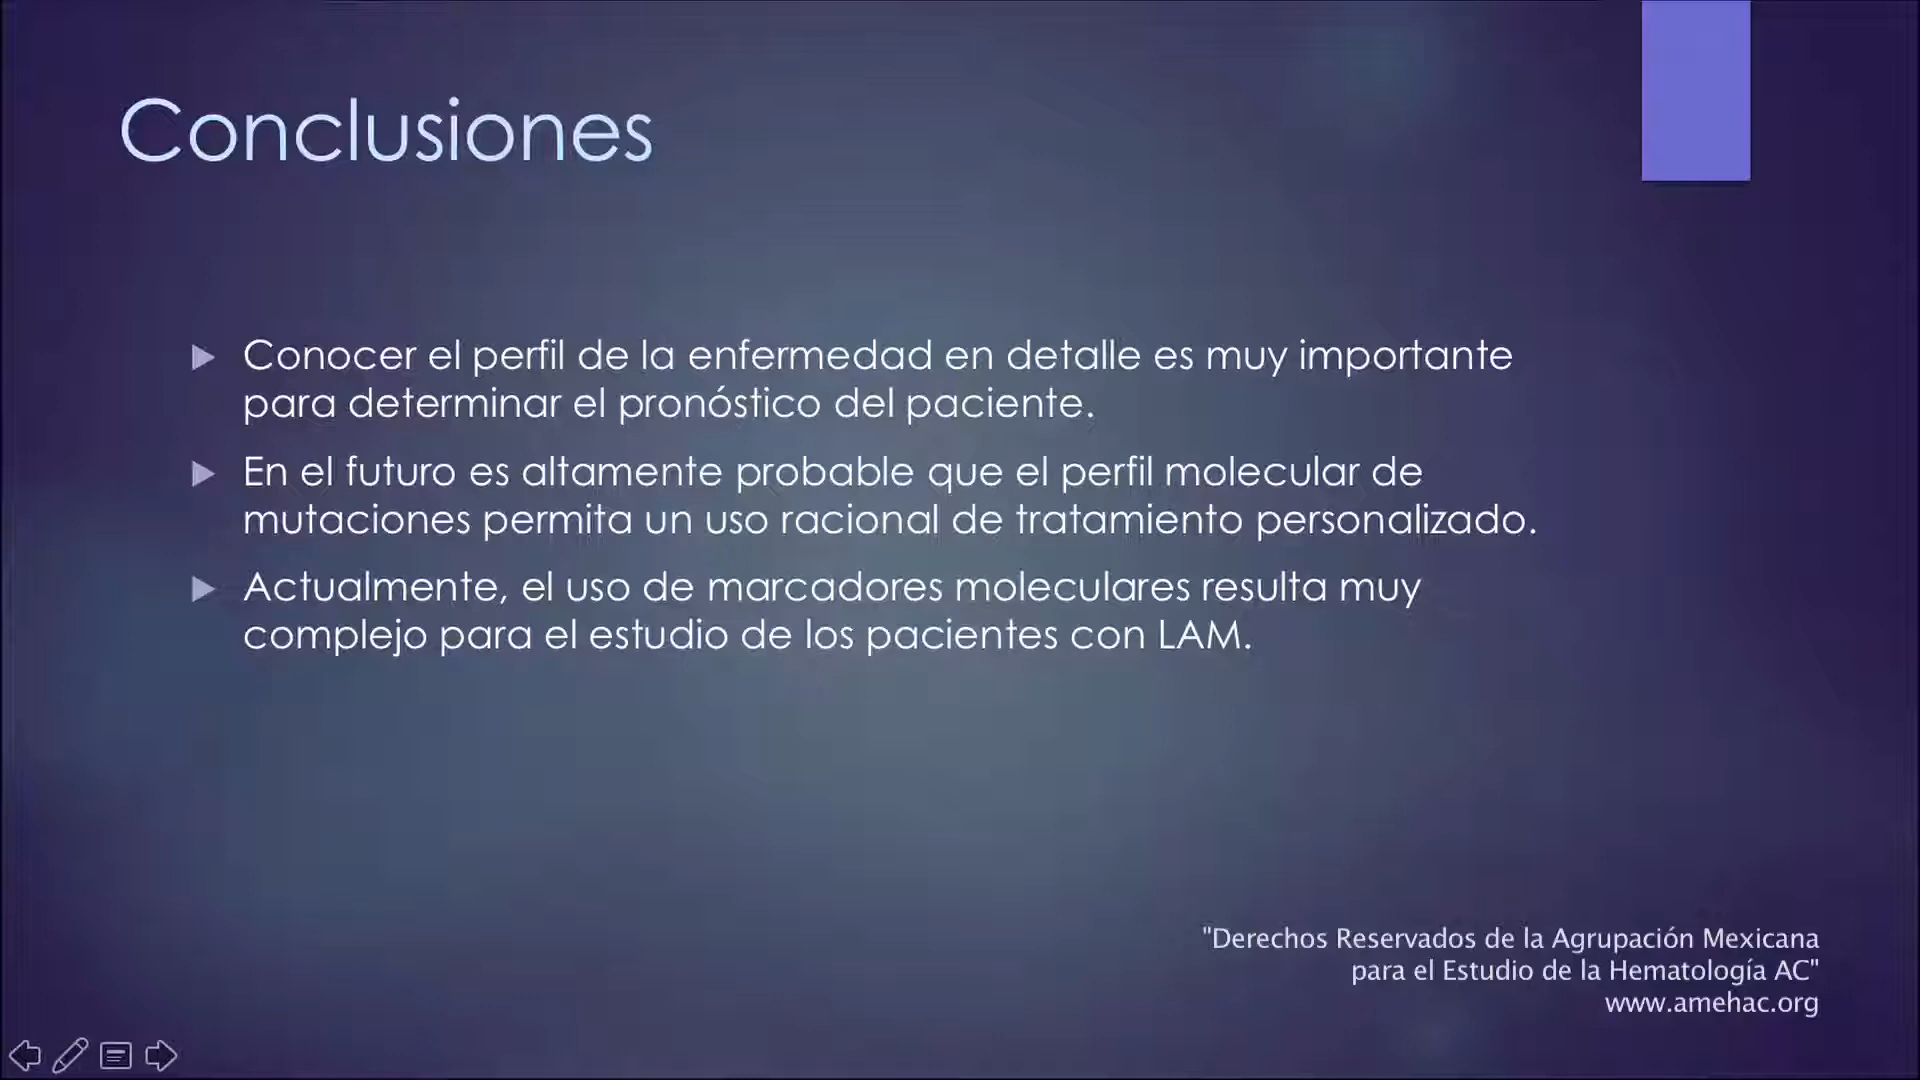 Conclusiones
Conocer el perfil de la enfermedad en detalle es muy importante
para determinar el pronóstico del paciente.
En el futuro es altamente probable que el perfil molecular de
mutaciones permita un uso racional de tratamiento personalizado.
Actualmente, el uso de marcadores moleculares resulta muy
complejo para el estudio de los pacientes con LAM.
"Derechos Reservados de la Agrupación Mexicana
para el Estudio de la Hematología AC"
www.amehac.org